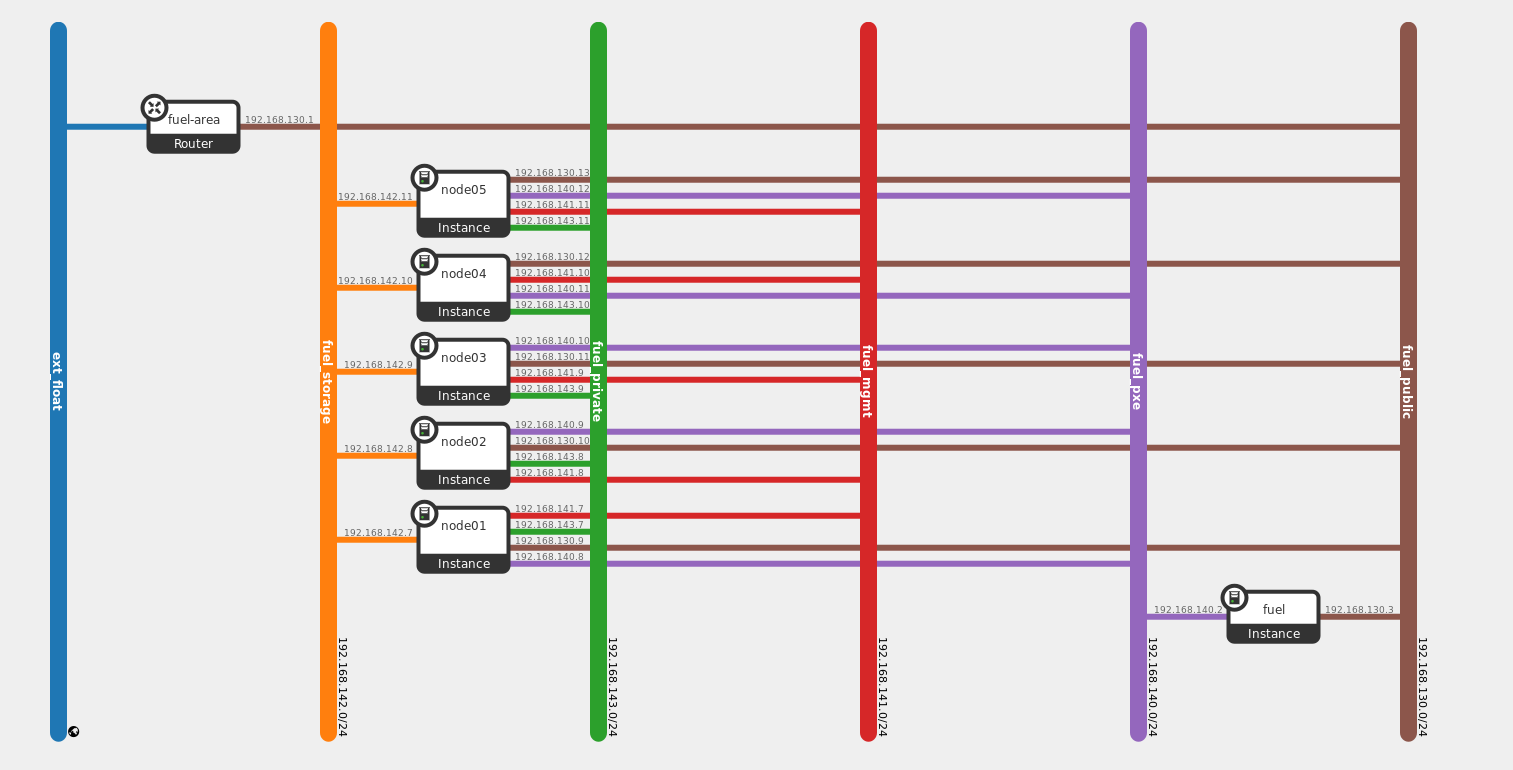 fuel-area
Router
192.168.130.1
node05
Instance
192.168.142.11
192.168.130.13
192.168.140.12
192.168.141.11
192.168.143.11
node04
Instance
192.168.142.10
192.168.130.12
192.168.141.10
192.168.140.11
192.168.143.10
node03
Instance
192.168.142.9
192.168.140.10
192.168.130.11
192.168.141.9
192.168.143.9
node02
Instance
192.168.142.8
192.168.140.9
192.168.130.10
192.168.143.8
192.168.141.8
node01
Instance
192.168.142.7
192.168.141.7
192.168.143.7
192.168.130.9
192.168.140.8
fuel
Instance
192.168.140.2
192.168.130.3
ext_float
fuel_storage
fuel_private
fuel_mgmt
fuel_pxe
fuel_public
192.168.142.0/24
192.168.143.0/24
192.168.141.0/24
192.168.140.0/24
192.168.130.0/24